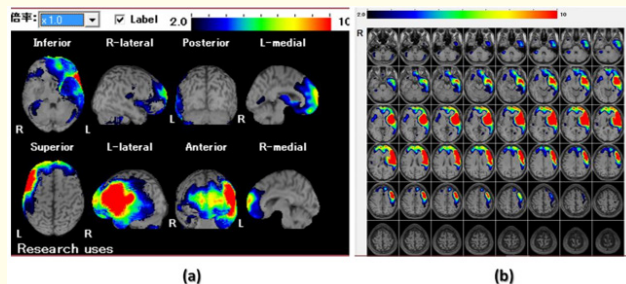 倍率: x1.0 Label 2.0 10
Inferior R-lateral Posterior L-medial
R L
Superior L-lateral Anterior R-medial
L R R L
Research uses
(a)
2.0 10
R
(b)